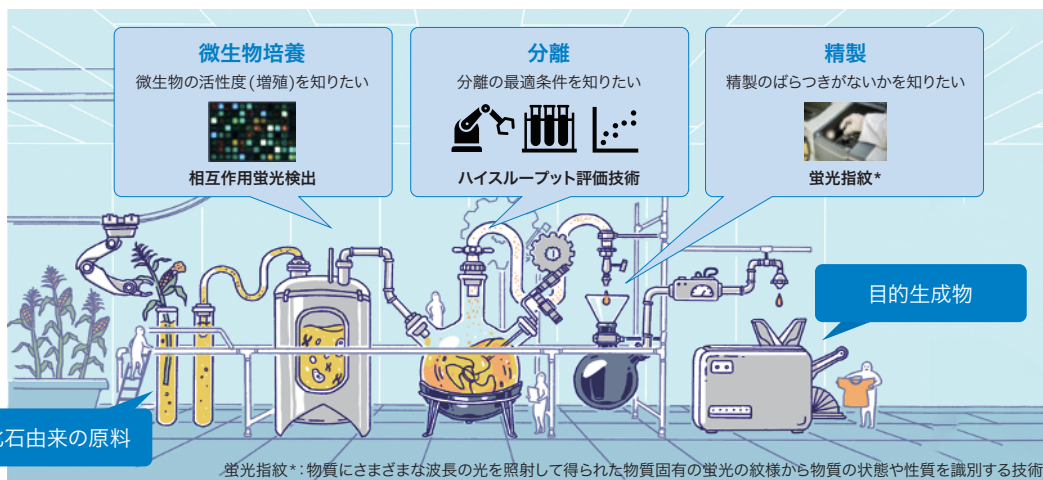 微生物培養
微生物の活性度(増殖)を知りたい
相互作用蛍光検出
分離
分離の最適条件を知りたい
ハイスループット評価技術
精製
精製のばらつきがないかを知りたい
蛍光指紋*
目的生成物
石由来の原料
蛍光指紋*:物質にさまざまな波長の光を照射して得られた物質固有の蛍光の紋様から物質の状態や性質を識別する技術